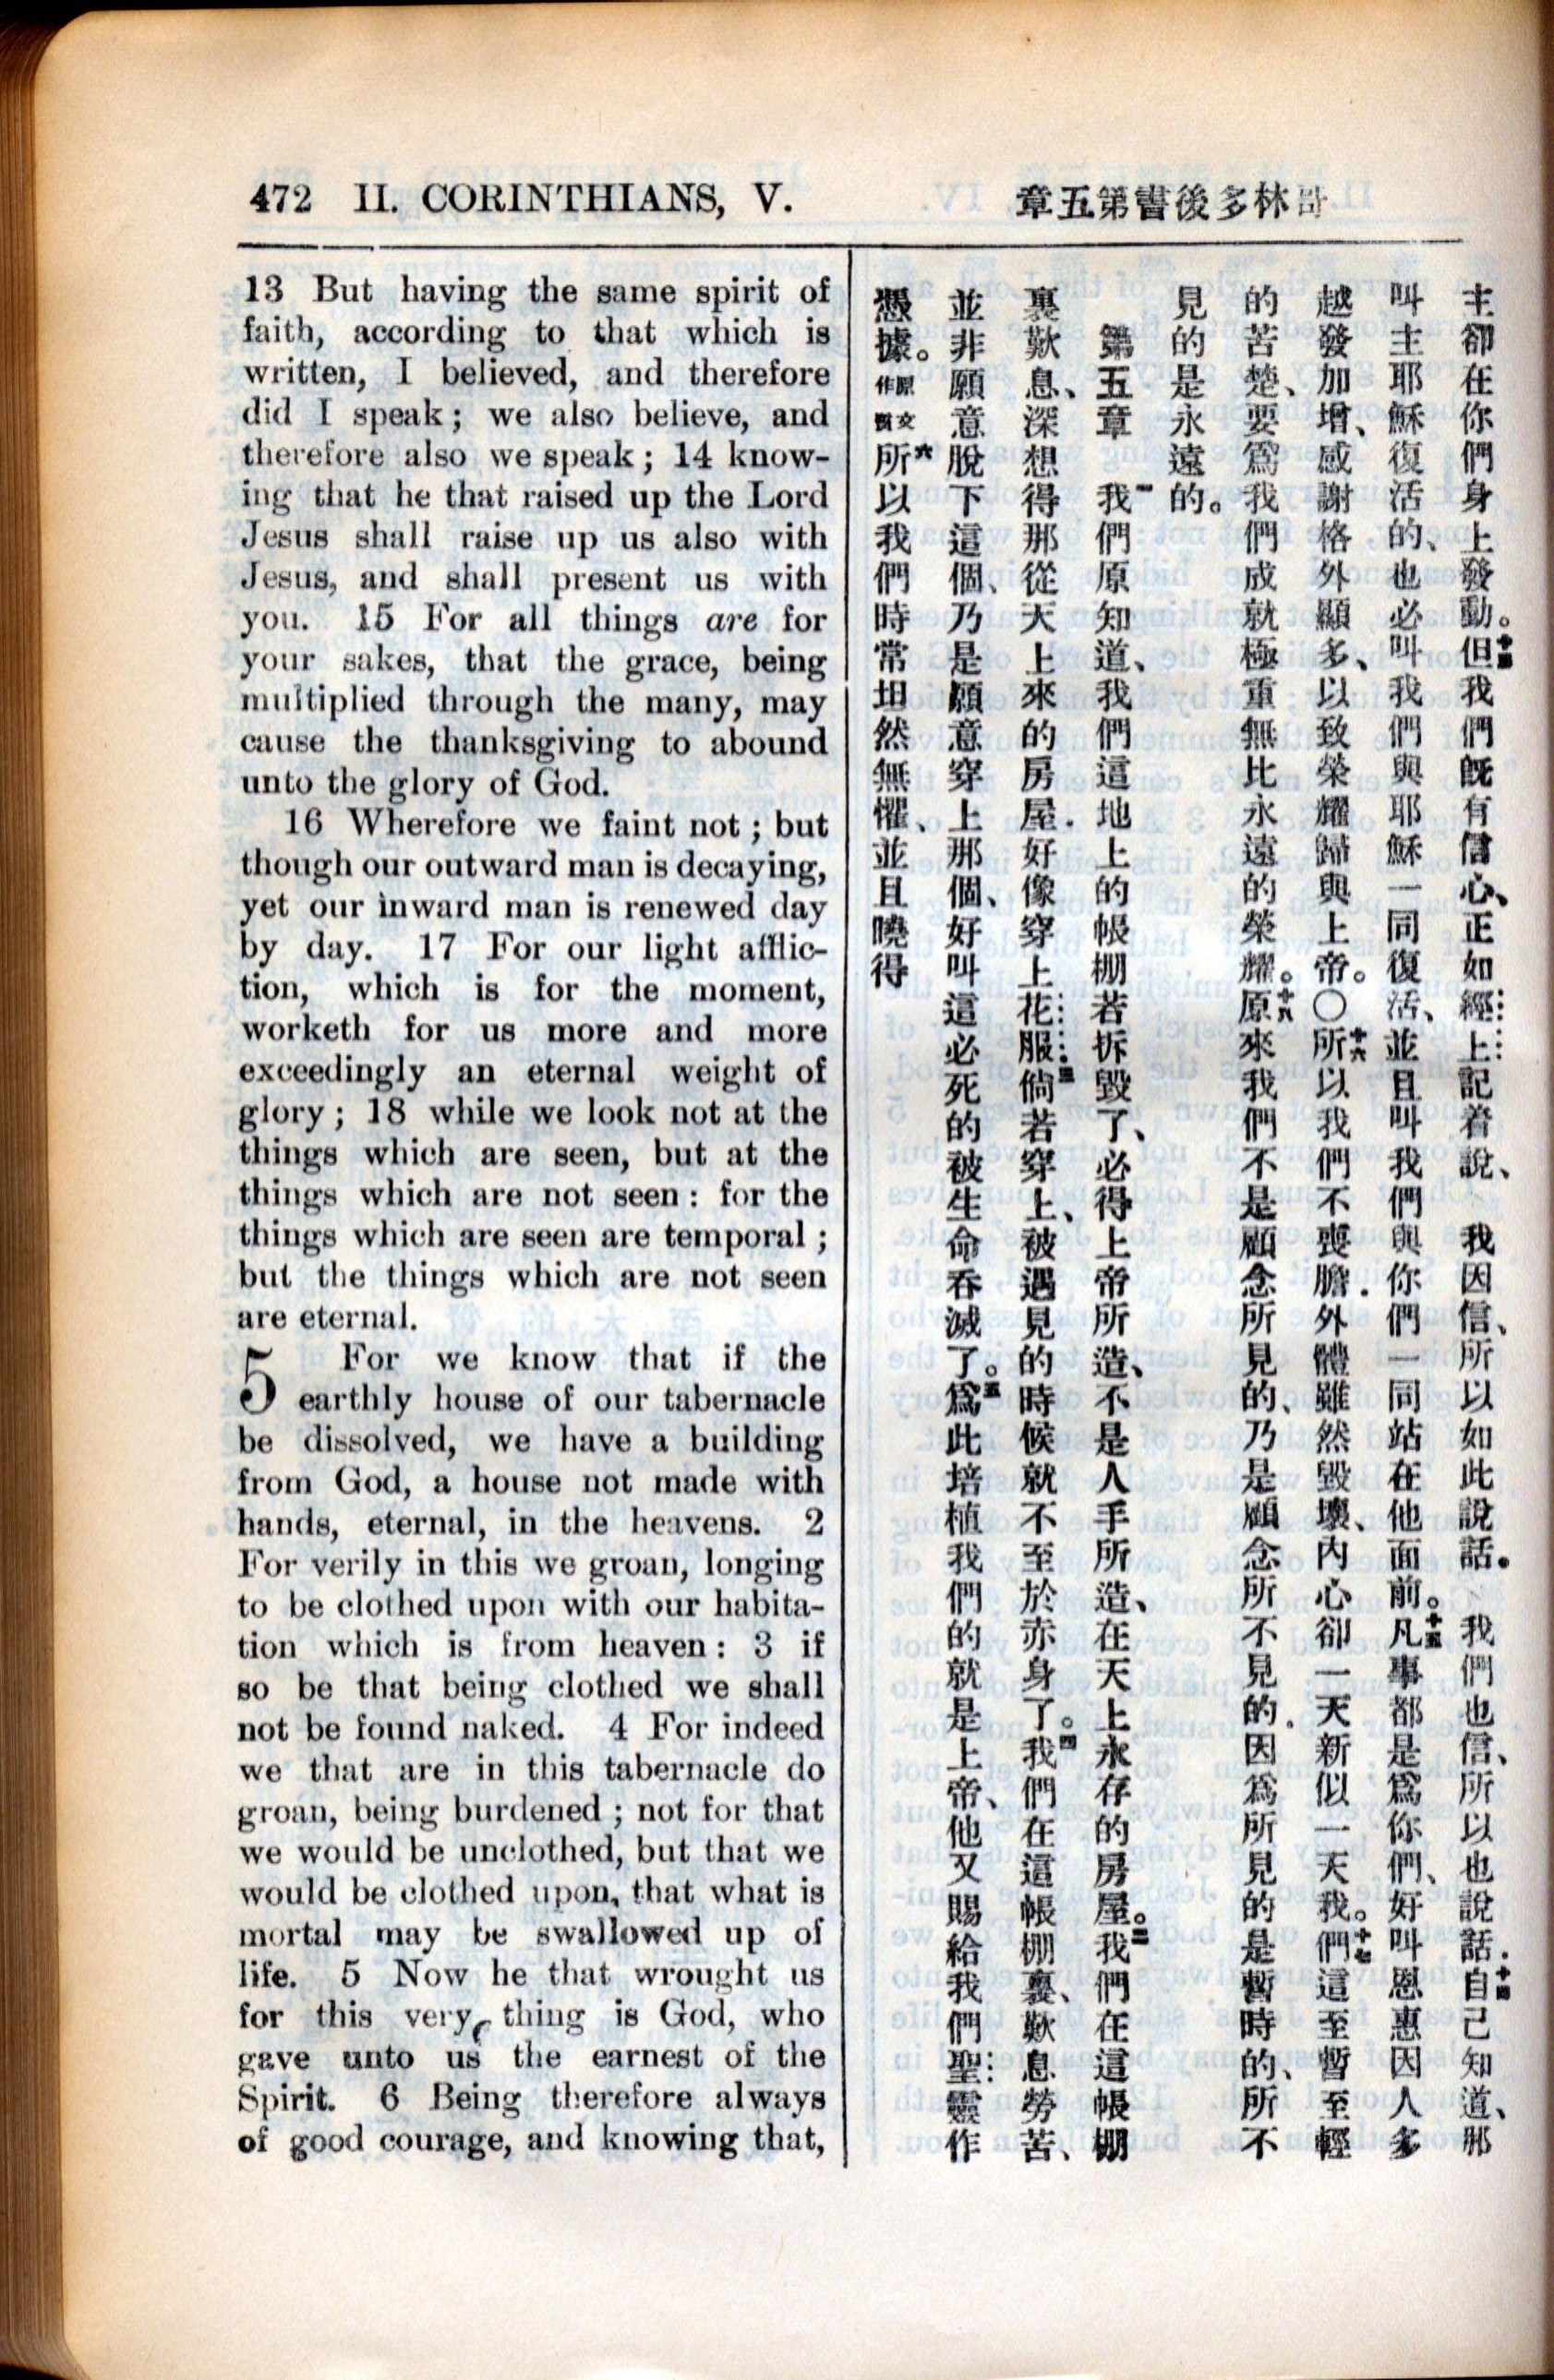 472 II. CORINTHIANS, V.
哥林多後書第五章
13 But having the same spirit of
faith, according to that which is
written, I believed, and therefore
did I speak; we also believe, and
therefore also we speak; 14 know-
ing that he that raised up the Lord
Jesus shall raise up us also with
Jesus, and shall present us with
you. 15 For all things are for
your sakes, that the grace, being
multiplied through the many, may
cause the thanksgiving to abound
unto the glory of God.
16 Wherefore we faint not; but
though our outward man is decaying,
yet our inward man is renewed day
by day. 17 For our light afflic-
tion, which is for the moment,
worketh for us more and more
exceedingly an eternal weight of
glory; 18 while we look not at the
things which are seen, but at the
things which are not seen: for the
things which are seen are temporal;
but the things which are not seen
are eternal.
5 For we know that if the
earthly house of our tabernacle
be dissolved, we have a building
from God, a house not made with
hands, eternal, in the heavens. 2
For verily in this we groan, longing
to be clothed upon with our habita-
tion which is from heaven: 3 if
so be that being clothed we shall
not be found naked. 4 For indeed
we that are in this tabernacle do
groan, being burdened; not for that
we would be unclothed, but that we
would be clothed upon, that what is
mortal may be swallowed up of
life. 5 Now he that wrought us
for this very thing is God, who
gave unto us the earnest of the
Spirit. 6 Being therefore always
of good courage, and knowing that,
主卻在你們身上發動。十三但我們既有信心、正如經上記着說、我因信、所以如此說話。我們也信、所以也說話．十四自己知道、那
叫主耶穌復活的、也必叫我們與耶穌一同復活、並且叫我們與你們一同站在他面前。十五凡事都是爲你們、好叫恩惠因人多
越發加增、感謝格外顯多、以致榮耀歸與上帝。〇十六所以我們不喪膽．外體雖然毀壞、內心卻一天新似一天。十七我們這至暫至輕
的苦楚、要爲我們成就極重無比永遠的榮耀。十八原來我們不是顧念所見的、乃是顧念所不見的．因爲所見的是暫時的、所不
見的是永遠的。
第五章 一我們原知道、我們這地上的帳棚若拆毀了、必得上帝所造、不是人手所造、在天上永存的房屋。二我們在這帳棚
裏歎息、深想得那從天上來的房屋．好像穿上衣服．三倘若穿上、被遇見的時候就不至於赤身了。四我們在這帳棚裏、歎息勞苦、
並非願意脫下這個、乃是願意穿上那個、好叫這必死的被生命吞滅了。五爲此培植我們的就是上帝、他又賜給我們聖靈作
憑據。原文作質六所以我們時常坦然無懼、並且曉得